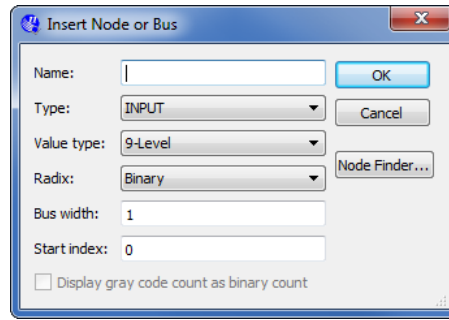 Insert Node or Bus
Name:
OK
Type: INPUT
Cancel
Value type: 9-Level
Radix: Binary
Node Finder...
Bus width: 1
Start index: 0
Display gray code count as binary count